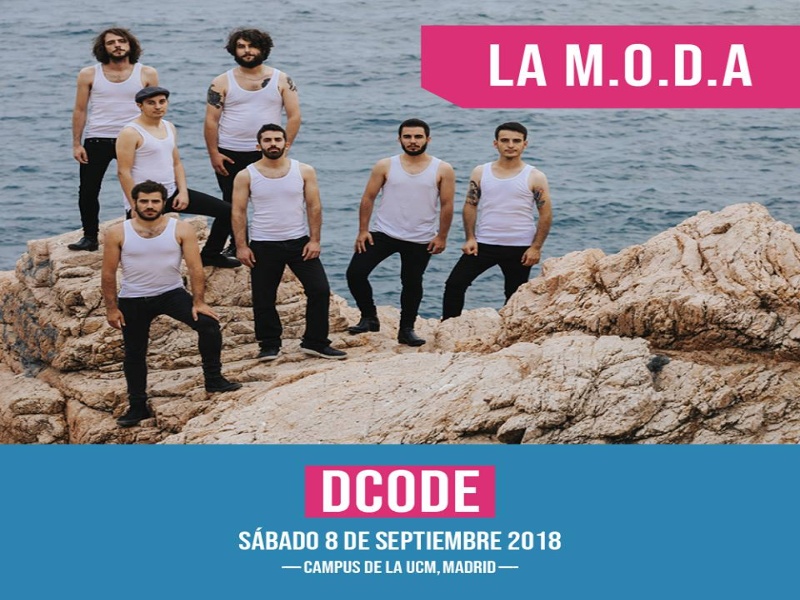 LA M.O.D.A
DCODE
SÁBADO 8 DE SEPTIEMBRE 2018
— CAMPUS DE LA UCM, MADRID —